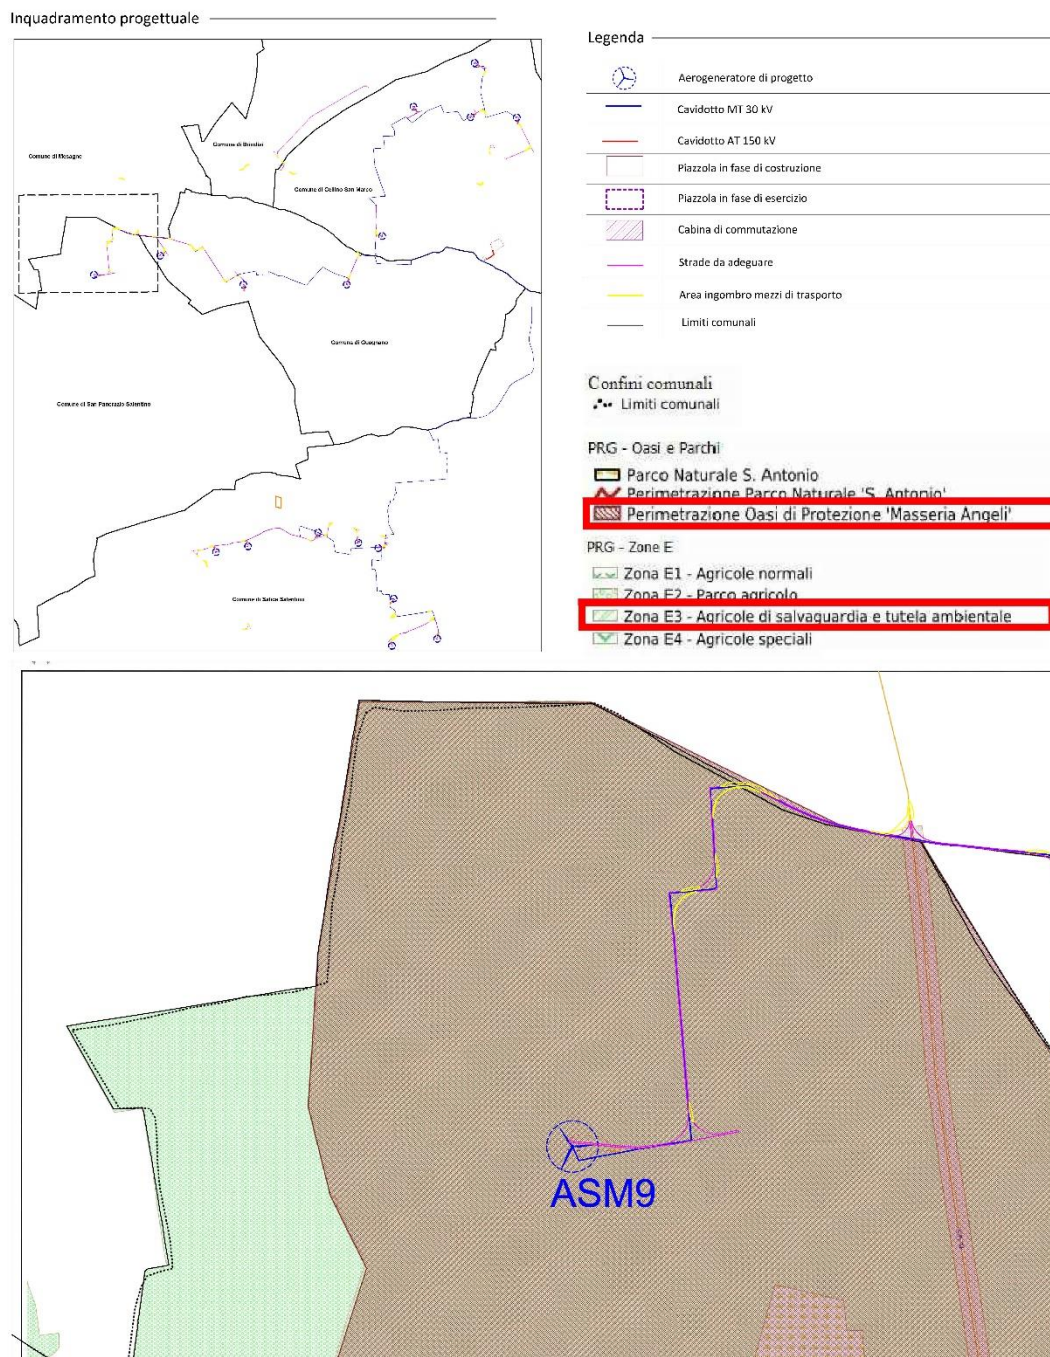 Inquadramento progettuale
Comune di Mesagne
Comune di Brindisi
Comune di Cellino San Marco
Comune di Guagnano
Comune di San Pancrazio Salentino
Comune di Salice Salentino
Legenda
Aerogeneratore di progetto
Cavidotto MT 30 kV
Cavidotto AT 150 kV
Piazzola in fase di costruzione
Piazzola in fase di esercizio
Cabina di commutazione
Strade da adeguare
Area ingombro mezzi di trasporto
Limiti comunali
Confini comunali
Limiti comunali
PRG - Oasi e Parchi
Parco Naturale S. Antonio
Perimetrazione Parco Naturale 'S. Antonio'
Perimetrazione Oasi di Protezione 'Masseria Angeli'
PRG - Zone E
Zona E1 - Agricole normali
Zona E2 - Parco agricolo
Zona E3 - Agricole di salvaguardia e tutela ambientale
Zona E4 - Agricole speciali
ASM9